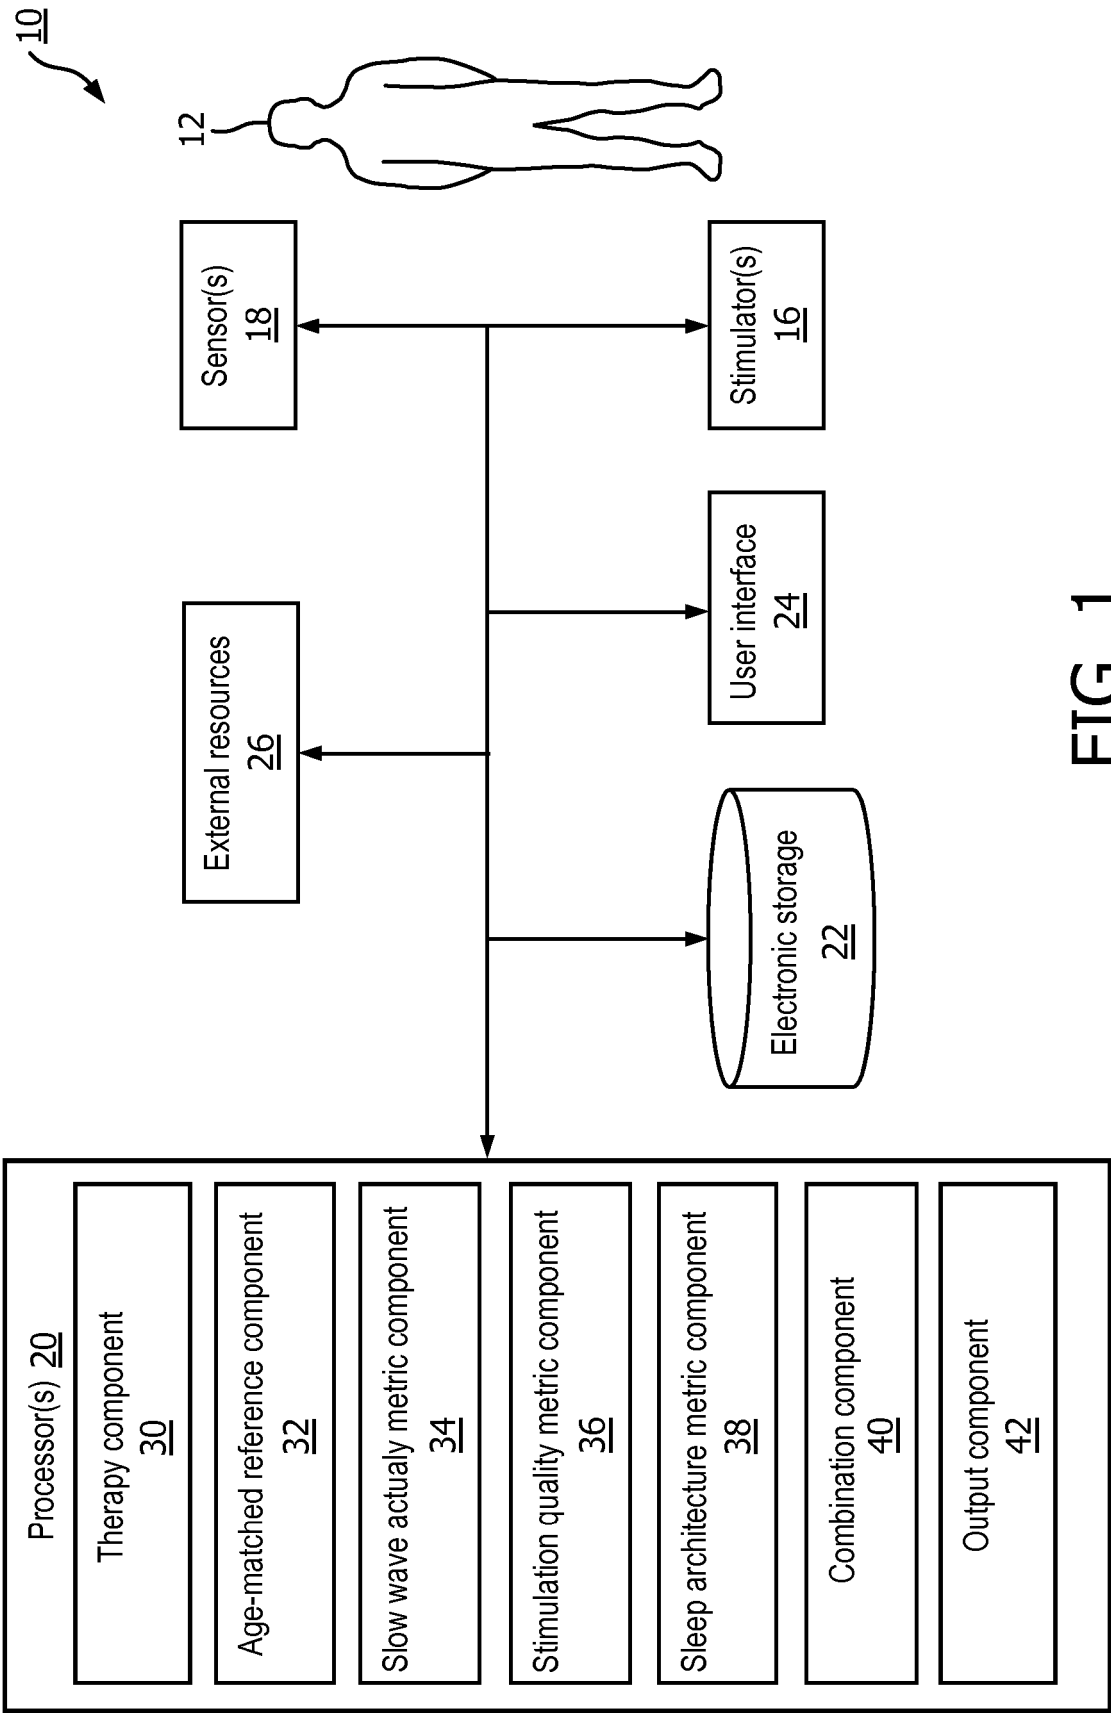 10
12
Processor(s) 20
Therapy component
30
Age-matched reference component
32
Slow wave actualy metric component
34
Stimulation quality metric component
36
Sleep architecture metric component
38
Combination component
40
Output component
42
External resources
26
Sensor(s)
18
Electronic storage
22
User interface
24
Stimulator(s)
16
FIG. 1